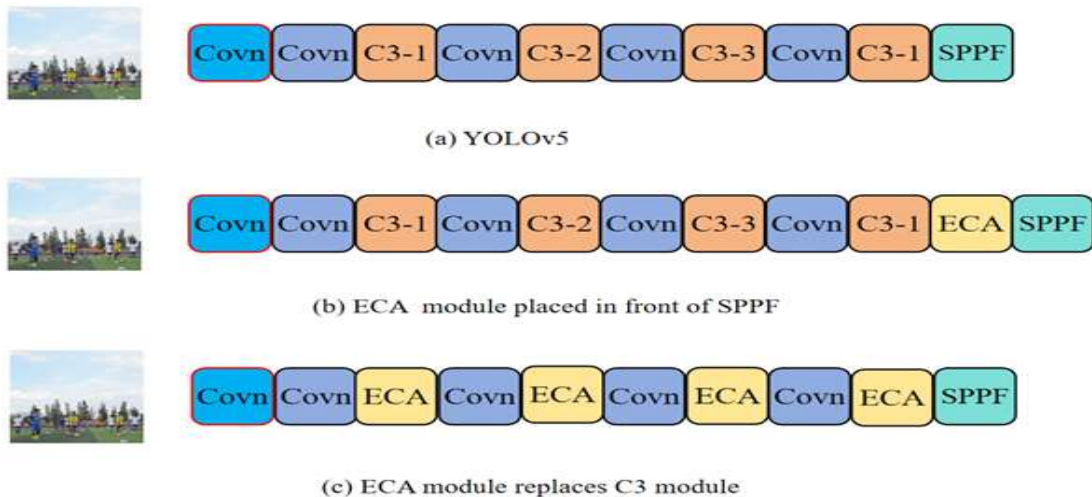 Covn Covn C3-1 Covn C3-2 Covn C3-3 Covn C3-1 SPPF
(a) YOLOv5
Covn Covn C3-1 Covn C3-2 Covn C3-3 Covn C3-1 ECA SPPF
(b) ECA module placed in front of SPPF
Covn Covn ECA Covn ECA Covn ECA Covn ECA SPPF
(c) ECA module replaces C3 module